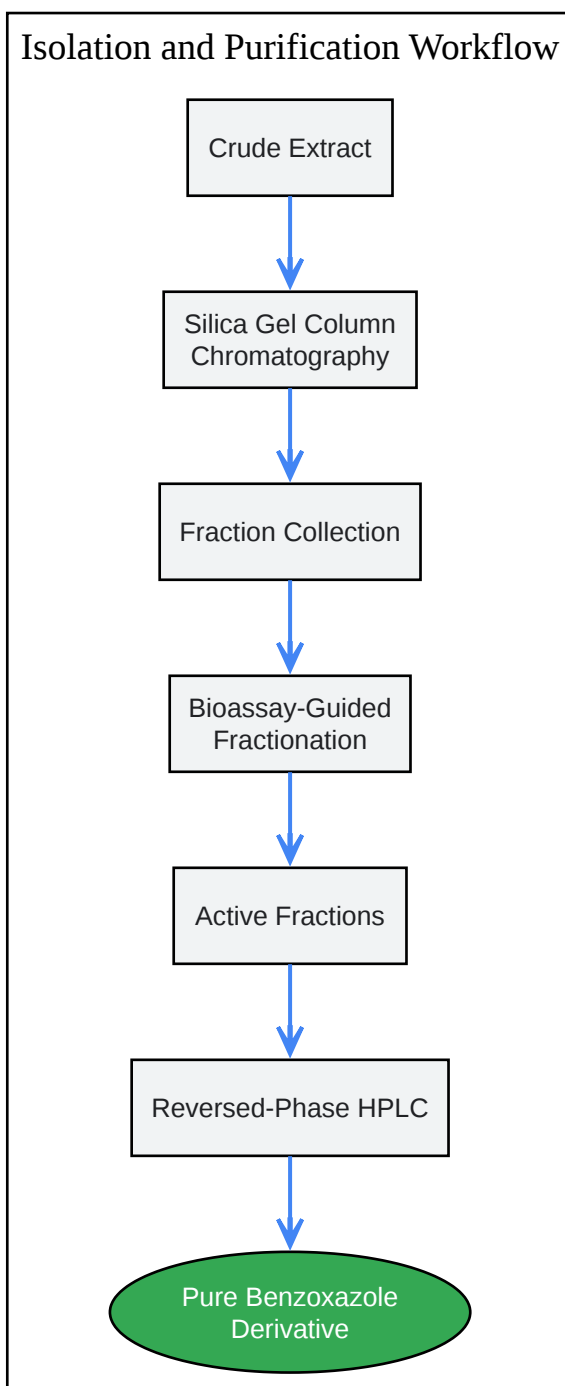 Isolation and Purification Workflow
Crude Extract
Silica Gel Column
Chromatography
Fraction Collection
Bioassay-Guided
Fractionation
Active Fractions
Reversed-Phase HPLC
Pure Benzoxazole
Derivative